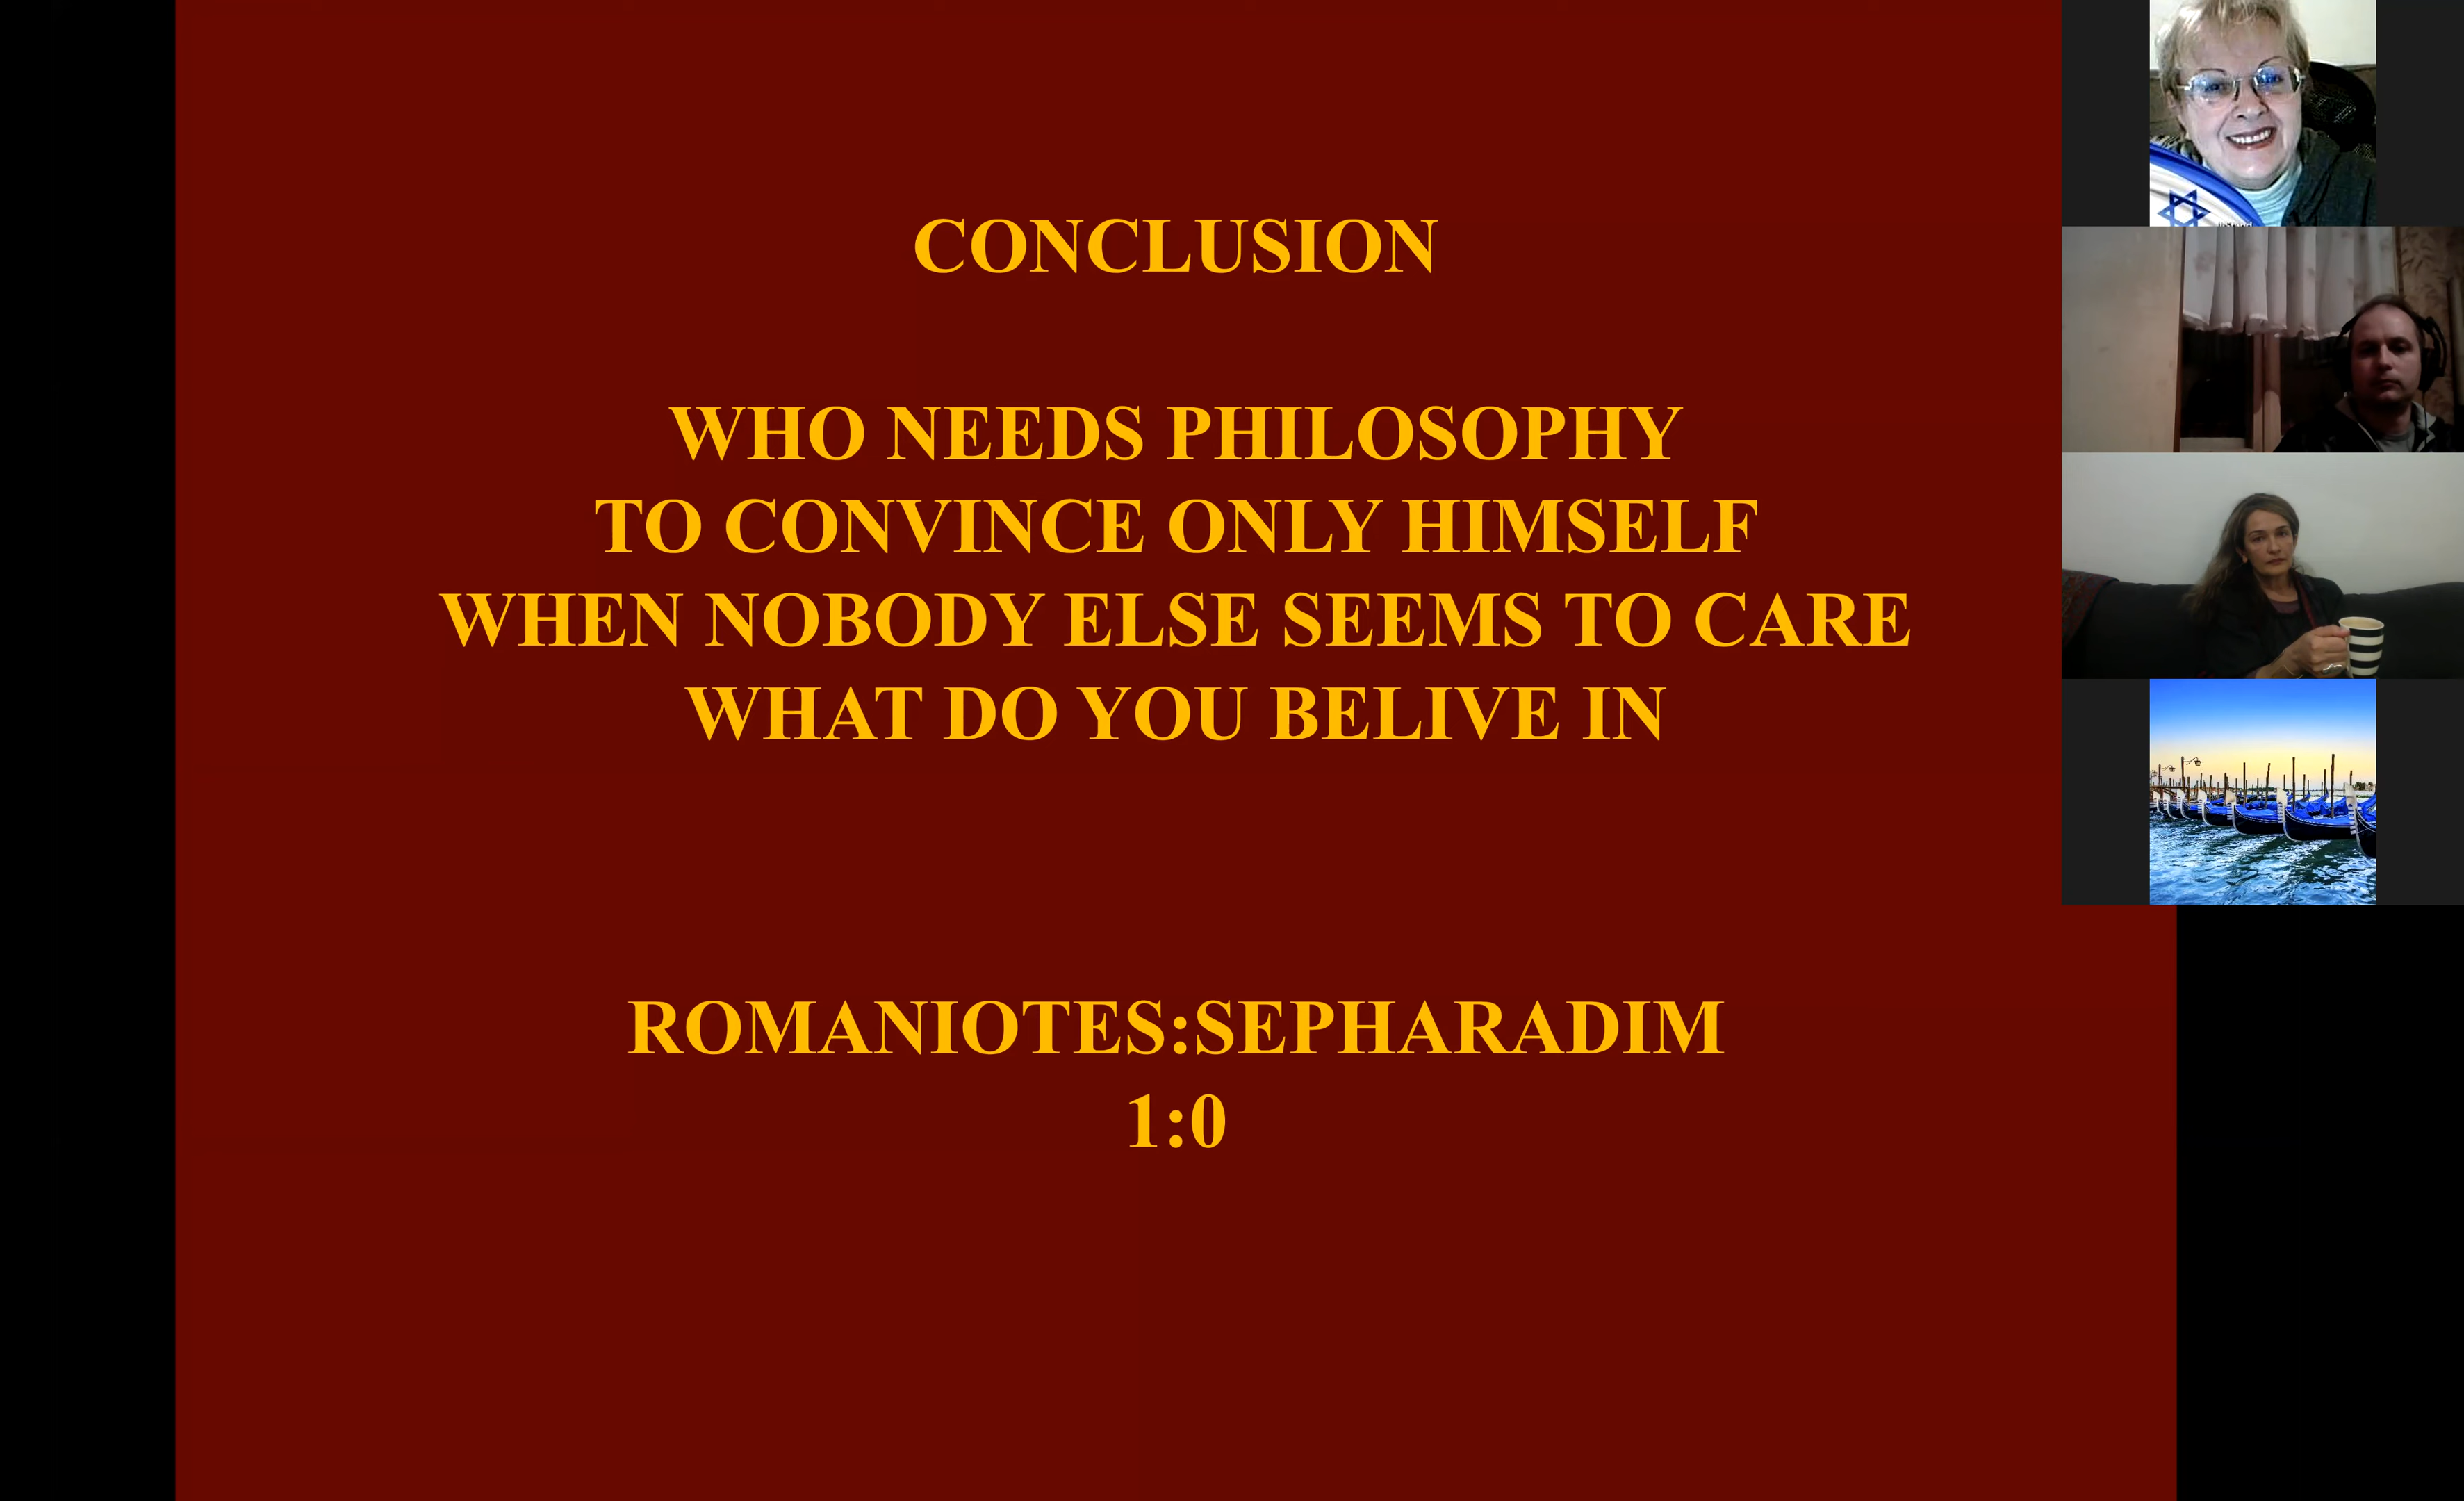 CONCLUSION
WHO NEEDS PHILOSOPHY
TO CONVINCE ONLY HIMSELF
WHEN NOBODY ELSE SEEMS TO CARE
WHAT DO YOU BELIVE IN
ROMANIOTES:SEPHARADIM
1:0